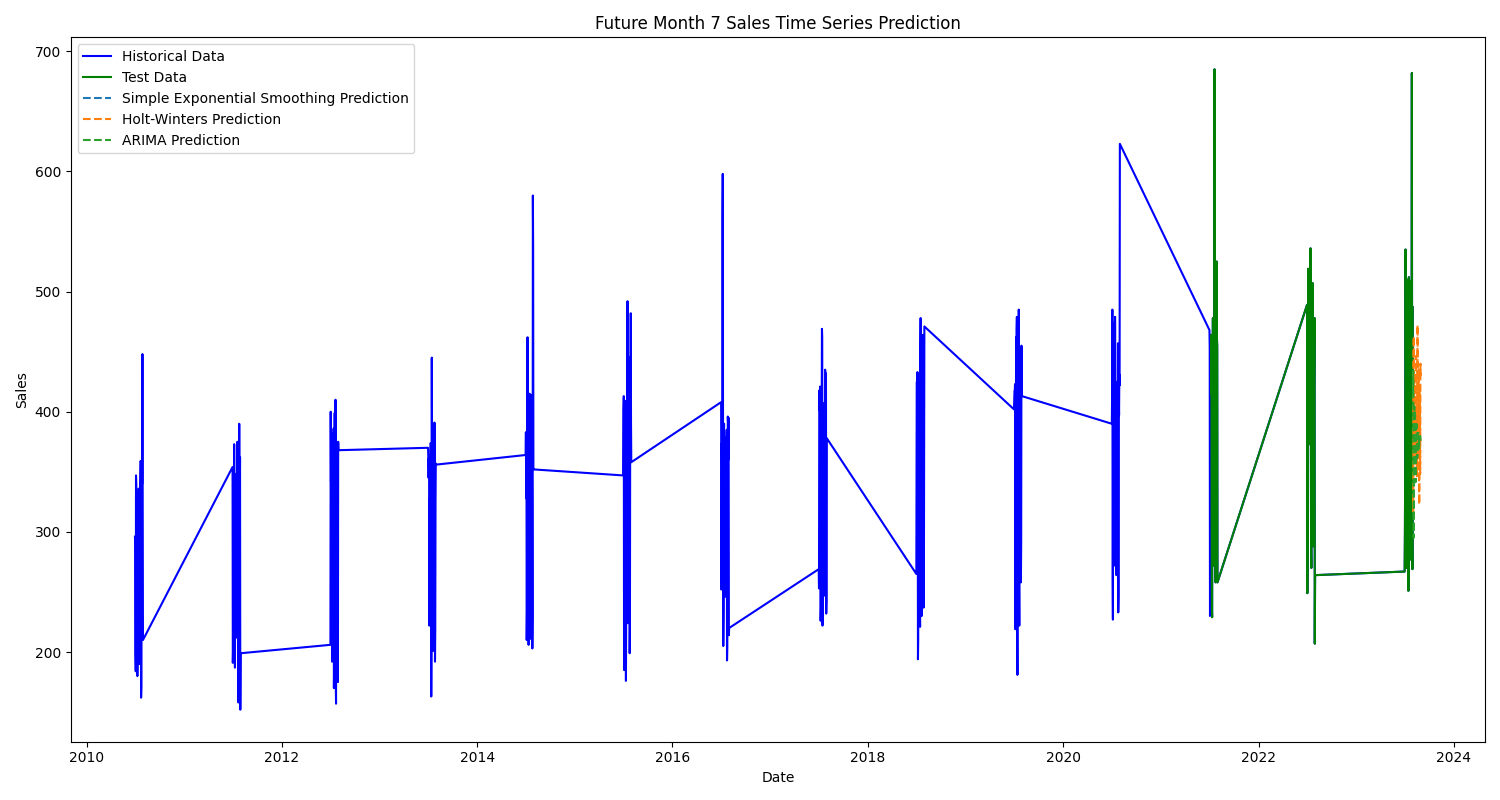 Future Month 7 Sales Time Series Prediction
Historical Data
Test Data
Simple Exponential Smoothing Prediction
Holt-Winters Prediction
ARIMA Prediction
700
600
500
400
300
200
Sales
2010 2012 2014 2016 2018 2020 2022 2024
Date